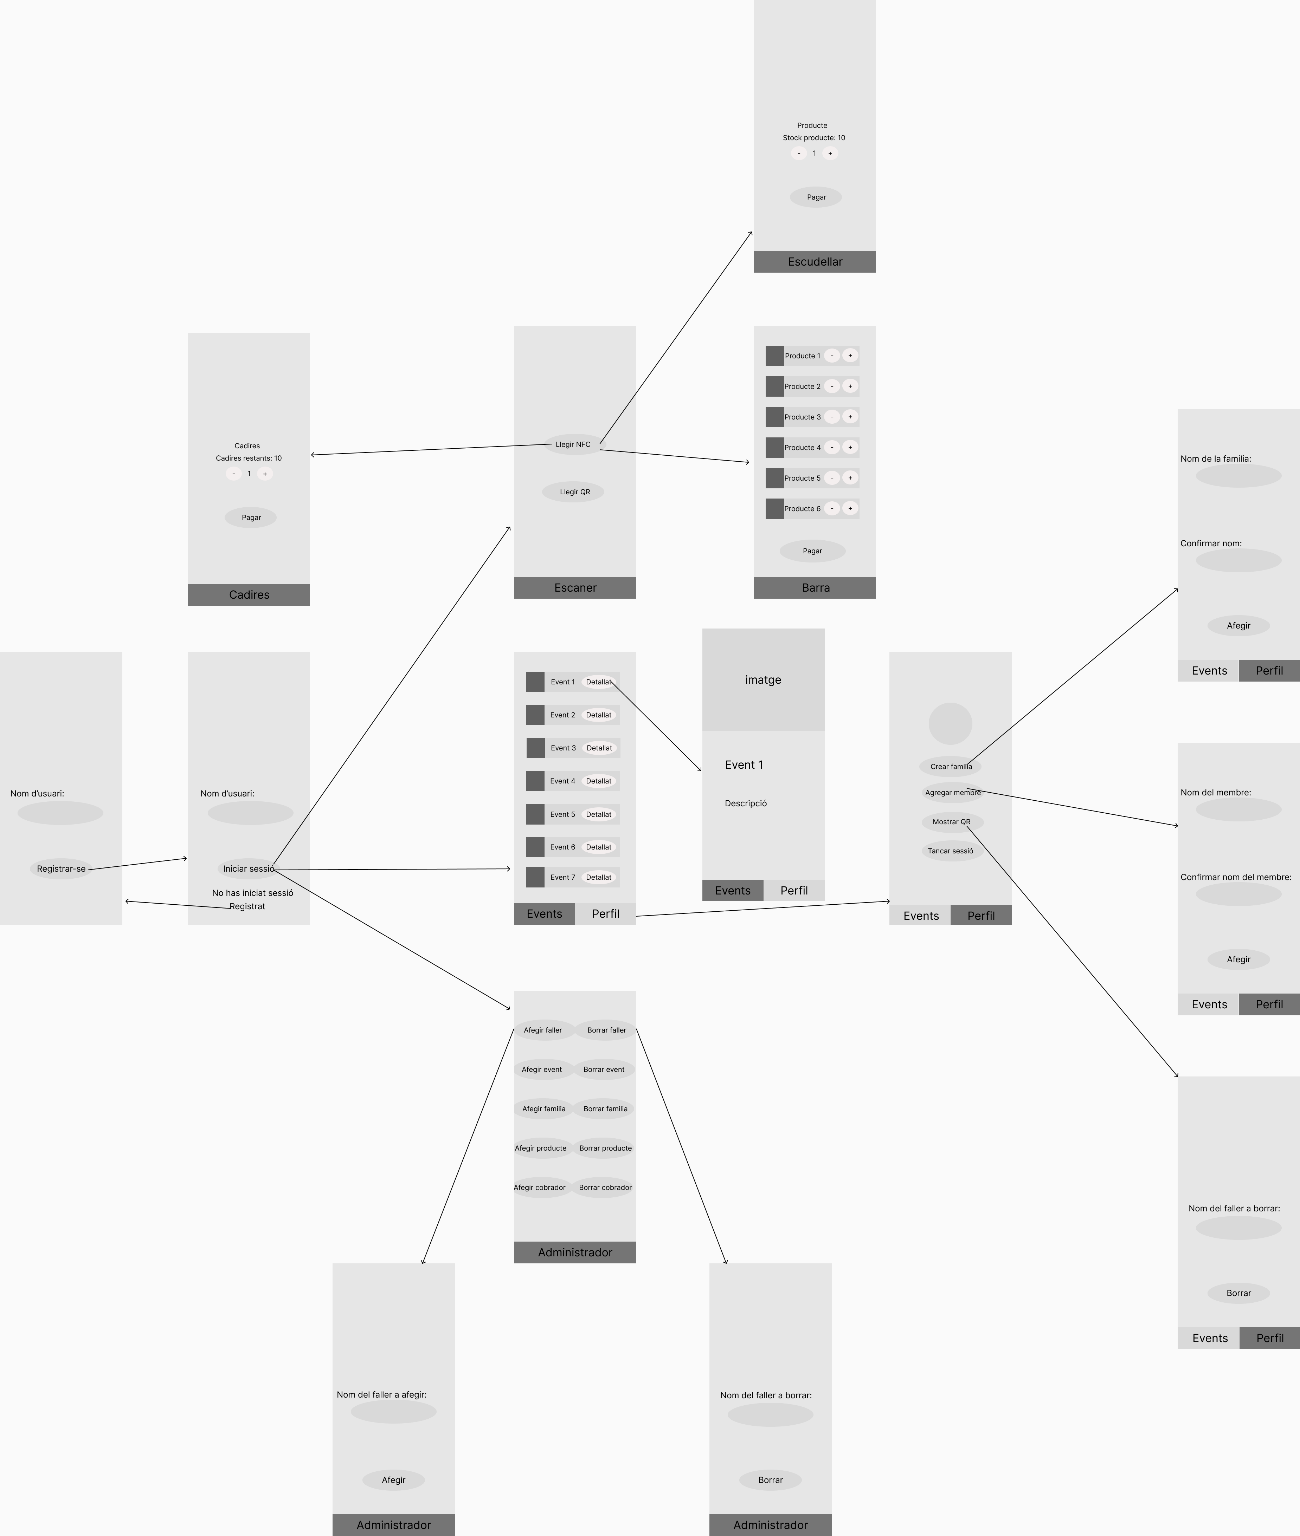 Producte
Stock producte: 10
- 1 +
Pagar
Escudellar
Cadires
Cadires restants: 10
- 1 +
Pagar
Cadires
Llegir NFC
Llegir QR
Escaner
Producte 1 - +
Producte 2 - +
Producte 3 - +
Producte 4 - +
Producte 5 - +
Producte 6 - +
Pagar
Barra
Nom de la familia:
Confirmar nom:
Afegir
Events Perfil
Nom d'usuari:
Registrar-se
Nom d'usuari:
Iniciar sessió
No has iniciat sessió
Registrat
Event 1 Detallat
Event 2 Detallat
Event 3 Detallat
Event 4 Detallat
Event 5 Detallat
Event 6 Detallat
Event 7 Detallat
Events Perfil
imatge
Event 1
Descripció
Events Perfil
Crear familia
Agregar membre
Mostrar QR
Tancar sessió
Events Perfil
Nom del membre:
Confirmar nom del membre:
Afegir
Events Perfil
Afegir faller Borrar faller
Afegir event Borrar event
Afegir familia Borrar familia
Afegir producte Borrar producte
Afegir cobrador Borrar cobrador
Administrador
Nom del faller a borrar:
Borrar
Events Perfil
Nom del faller a afegir:
Afegir
Administrador
Nom del faller a borrar:
Borrar
Administrador